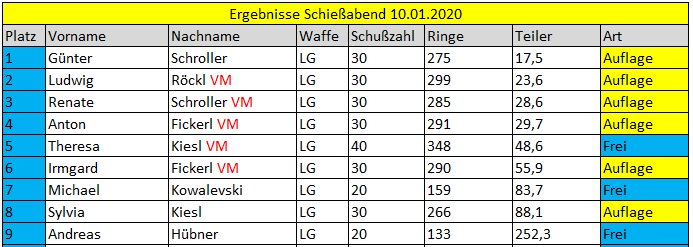 Ergebnisse Schießabend 10.01.2020
Platz Vorname Nachname Waffe Schußzahl Ringe Teiler Art
1 Günter Schroller LG 30 275 17,5 Auflage
2 Ludwig Röckl VM LG 30 299 23,6 Auflage
3 Renate Schroller VM LG 30 285 28,6 Auflage
4 Anton Fickerl VM LG 30 291 29,7 Auflage
5 Theresa Kiesl VM LG 40 348 48,6 Frei
6 Irmgard Fickerl VM LG 30 290 55,9 Auflage
7 Michael Kowalevski LG 20 159 83,7 Frei
8 Sylvia Kiesl LG 30 266 88,1 Auflage
9 Andreas Hübner LG 20 133 252,3 Frei